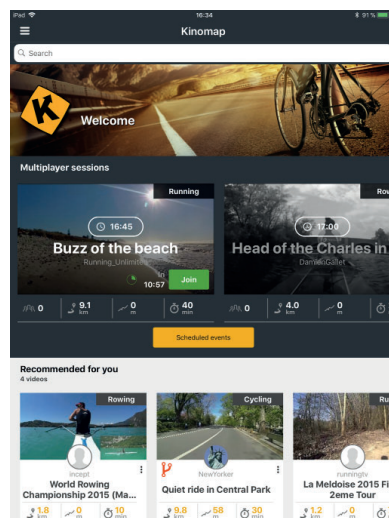 iPad
16:34
91 %
Kinomap
Search
K
Welcome
Multiplayer sessions
Running
Row
16:45
17:00
Buzz of the beach
Head of the Charles in
Running_Unlimited
DamienGallet
in
10:57
Join
0
9.1
km
0
m
40
min
0
4.0
km
0
m
Scheduled events
Recommended for you
4 videos
Rowing
Cycling
Ru
incept
NewYorker
runningtv
World Rowing
Championship 2015 (Ma...
Quiet ride in Central Park
La Meldoise 2015 Fi
2eme Tour
1.8
km
0
m
10
min
9.8
km
58
m
30
min
1.2
km
0
m